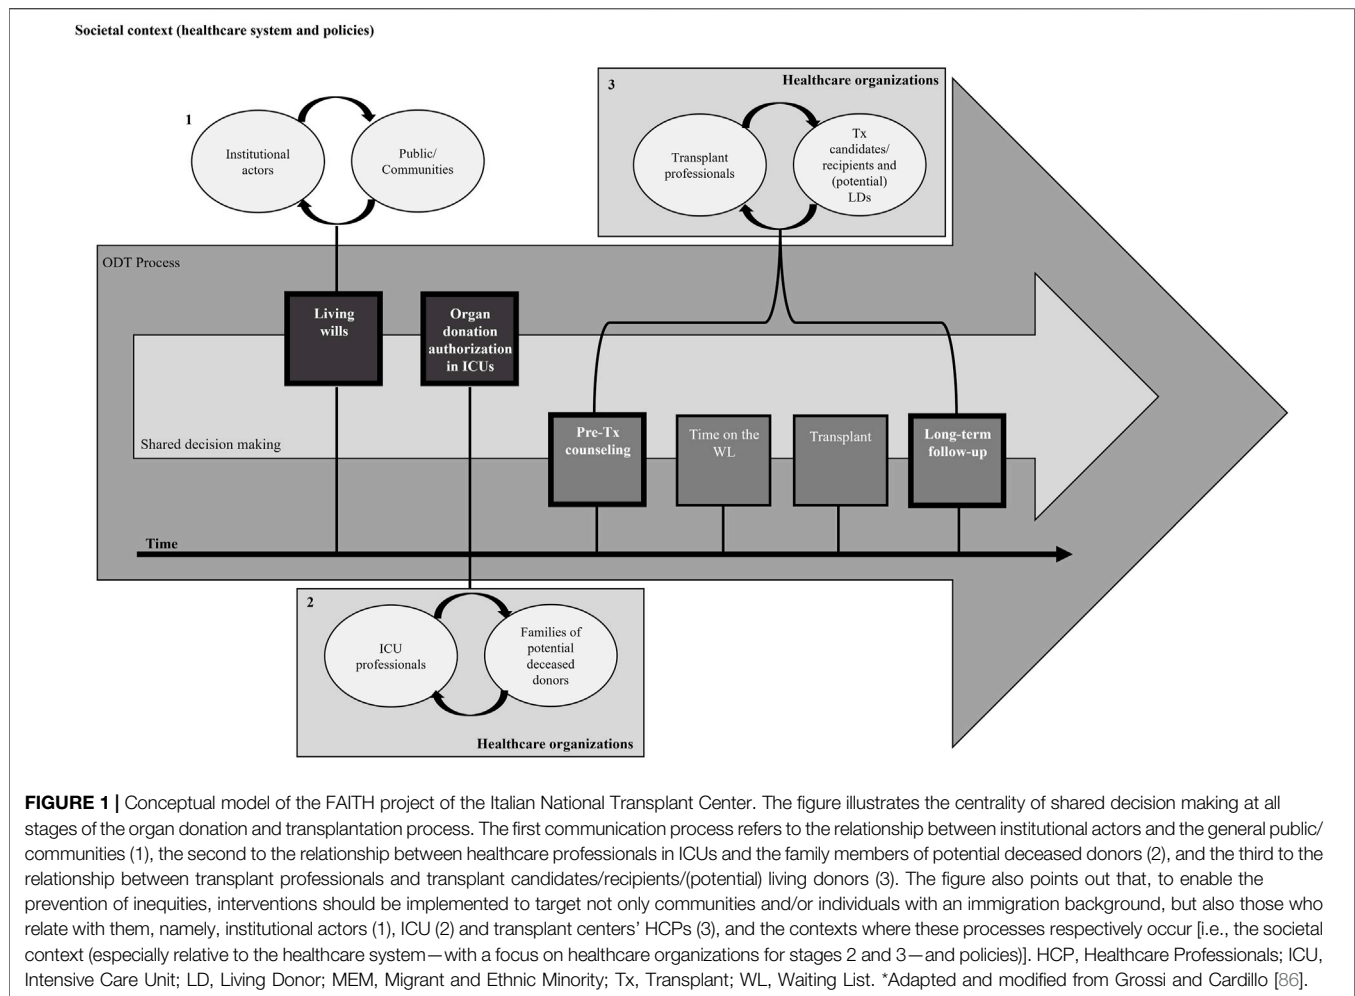 Societal context (healthcare system and policies)
1
Institutional
actors
Public/
Communities
3
Healthcare organizations
Transplant
professionals
Tx
candidates/
recipients and
(potential)
LDs
ODT Process
Living
wills
Organ
donation
authorization
in ICUs
Shared decision making
Pre-Tx
counseling
Time on the
WL
Transplant
Long-term
follow-up
Time
2
ICU
professionals
Families of
potential
deceased
donors
Healthcare organizations
FIGURE 1 | Conceptual model of the FAITH project of the Italian National Transplant Center. The figure illustrates the centrality of shared decision making at all
stages of the organ donation and transplantation process. The first communication process refers to the relationship between institutional actors and the general public/
communities (1), the second to the relationship between healthcare professionals in ICUs and the family members of potential deceased donors (2), and the third to the
relationship between transplant professionals and transplant candidates/recipients/(potential) living donors (3). The figure also points out that, to enable the
prevention of inequities, interventions should be implemented to target not only communities and/or individuals with an immigration background, but also those who
relate with them, namely, institutional actors (1), ICU (2) and transplant centers’ HCPs (3), and the contexts where these processes respectively occur [i.e., the societal
context (especially relative to the healthcare system—with a focus on healthcare organizations for stages 2 and 3—and policies)]. HCP, Healthcare Professionals; ICU,
Intensive Care Unit; LD, Living Donor; MEM, Migrant and Ethnic Minority; Tx, Transplant; WL, Waiting List. *Adapted and modified from Grossi and Cardillo [86].